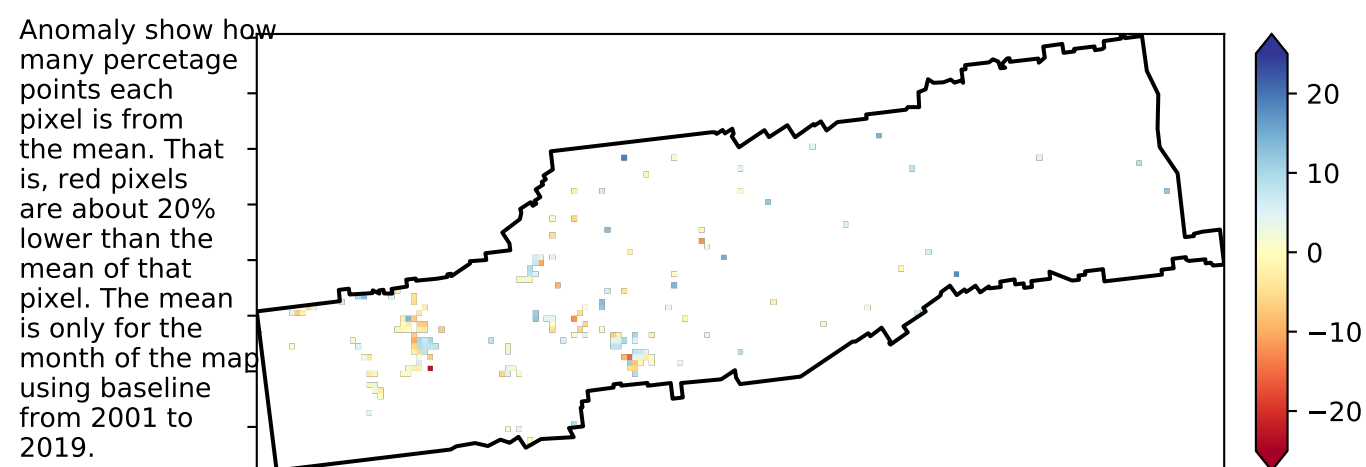 Anomaly show how
many percetage
points each
pixel is from
the mean. That
is, red pixels
are about 20%
lower than the
mean of that
pixel. The mean
is only for the
month of the map
using baseline
from 2001 to
2019.
20
10
0
−10
−20